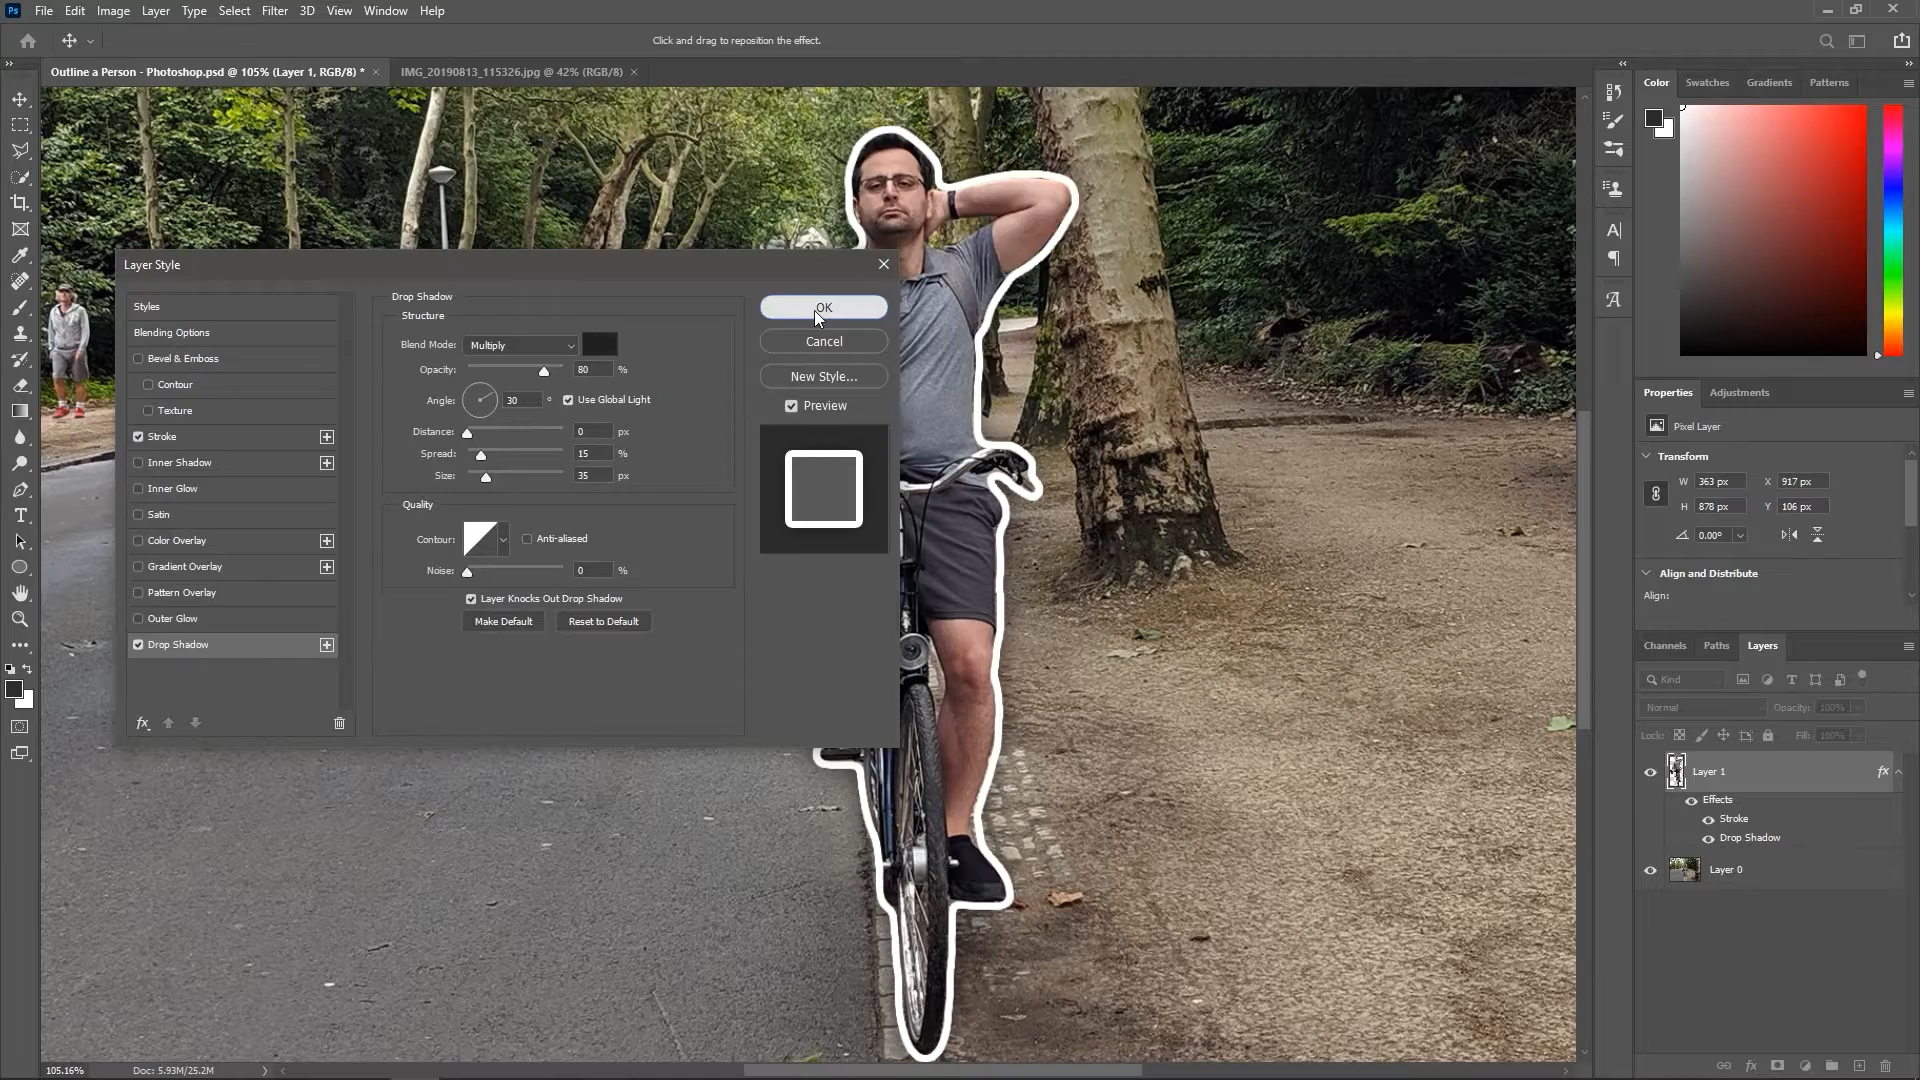 Ps File Edit Image Layer Type Select Filter 3D View Window Help
Click and drag to reposition the effect.
Outline a Person - Photoshop.psd @ 105% (Layer 1, RGB/8) * × IMG_20190813_115326.jpg @ 42% (RGB/8) ×
Color Swatches Gradients Patterns
Layer Style
Styles
Blending Options
Bevel & Emboss
Contour
Texture
Stroke
Inner Shadow
Inner Glow
Satin
Color Overlay
Gradient Overlay
Pattern Overlay
Outer Glow
Drop Shadow
fx
Drop Shadow
Structure
Blend Mode: Multiply
Opacity: 80 %
Angle: 30 ° Use Global Light
Distance: 0 px
Spread: 15 %
Size: 35 px
Quality
Contour: Anti-aliased
Noise: 0 %
Layer Knocks Out Drop Shadow
Make Default Reset to Default
OK
Cancel
New Style...
Preview
Properties Adjustments
Pixel Layer
Transform
W 363 px X 917 px
H 878 px Y 106 px
0.00°
Align and Distribute
Align:
Channels Paths Layers
Kind
Normal Opacity: 100%
Lock: Fill: 100%
Layer 1 fx
Effects
Stroke
Drop Shadow
Layer 0
fx
105.16% Doc: 5.93M/25.2M